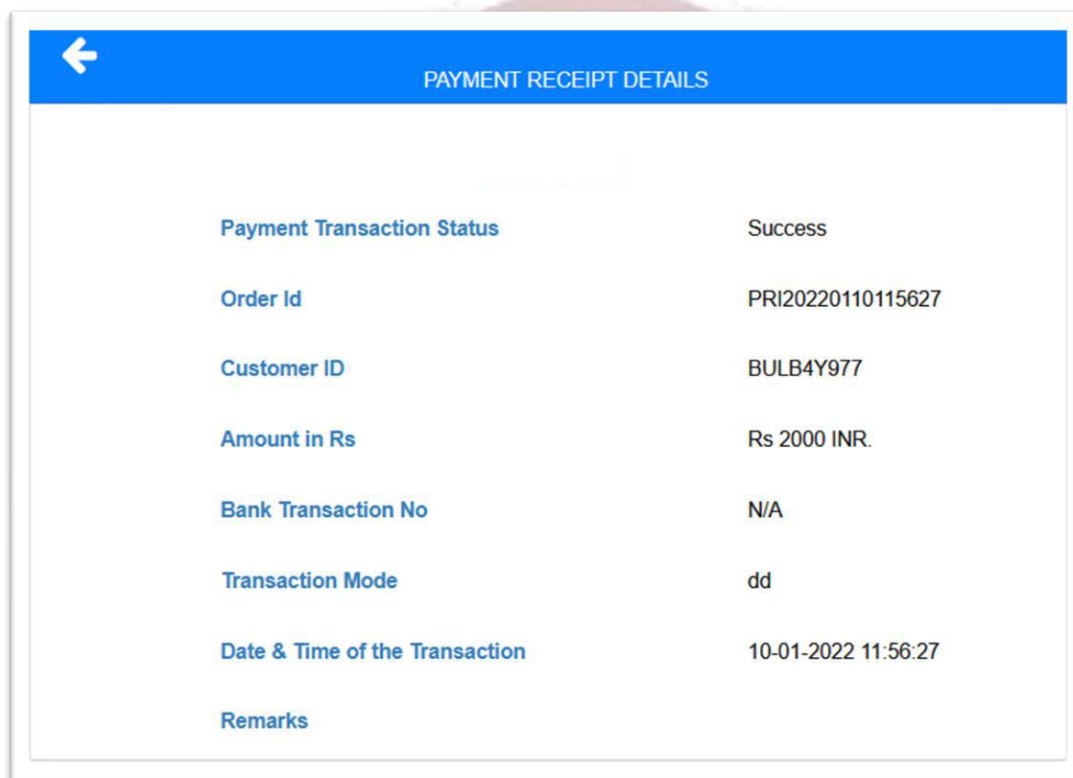 PAYMENT RECEIPT DETAILS
Payment Transaction Status Success
Order Id PRI20220110115627
Customer ID BULB4Y977
Amount in Rs Rs 2000 INR.
Bank Transaction No N/A
Transaction Mode dd
Date & Time of the Transaction 10-01-2022 11:56:27
Remarks